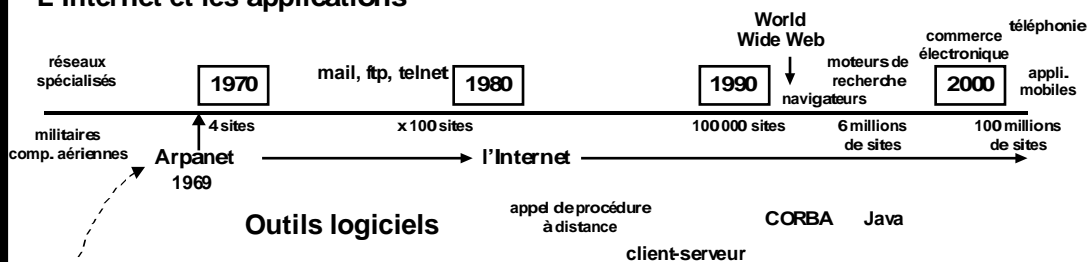 L'Internet et les applications
World
Wide Web
commerce
électronique
téléphonie
réseaux
spécialisés
1970
mail, ftp, telnet
1980
1990
navigateurs
moteurs de
recherche
2000
appli.
mobiles
militaires
comp. aériennes
4 sites
x 100 sites
100 000 sites
6 millions
de sites
100 millions
de sites
Arpanet
1969
l'Internet
Outils logiciels
appel de procédure
à distance
client-serveur
CORBA
Java